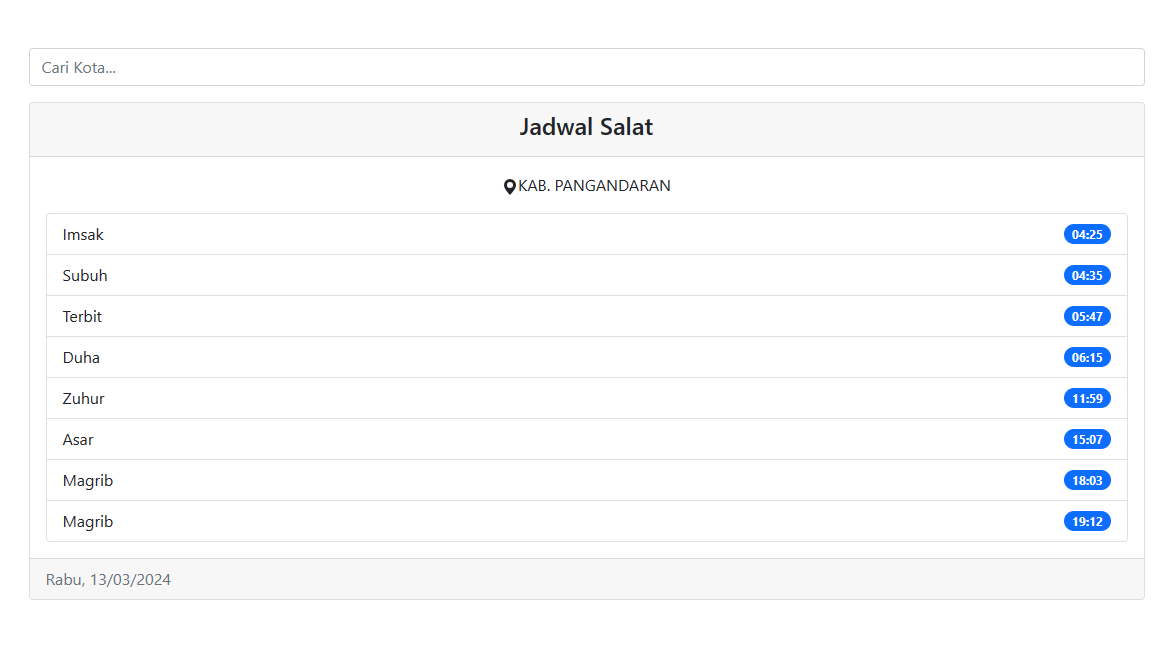 Cari Kota...
Jadwal Salat
KAB. PANGANDARAN
Imsak 04:25
Subuh 04:35
Terbit 05:47
Duha 06:15
Zuhur 11:59
Asar 15:07
Magrib 18:03
Magrib 19:12
Rabu, 13/03/2024